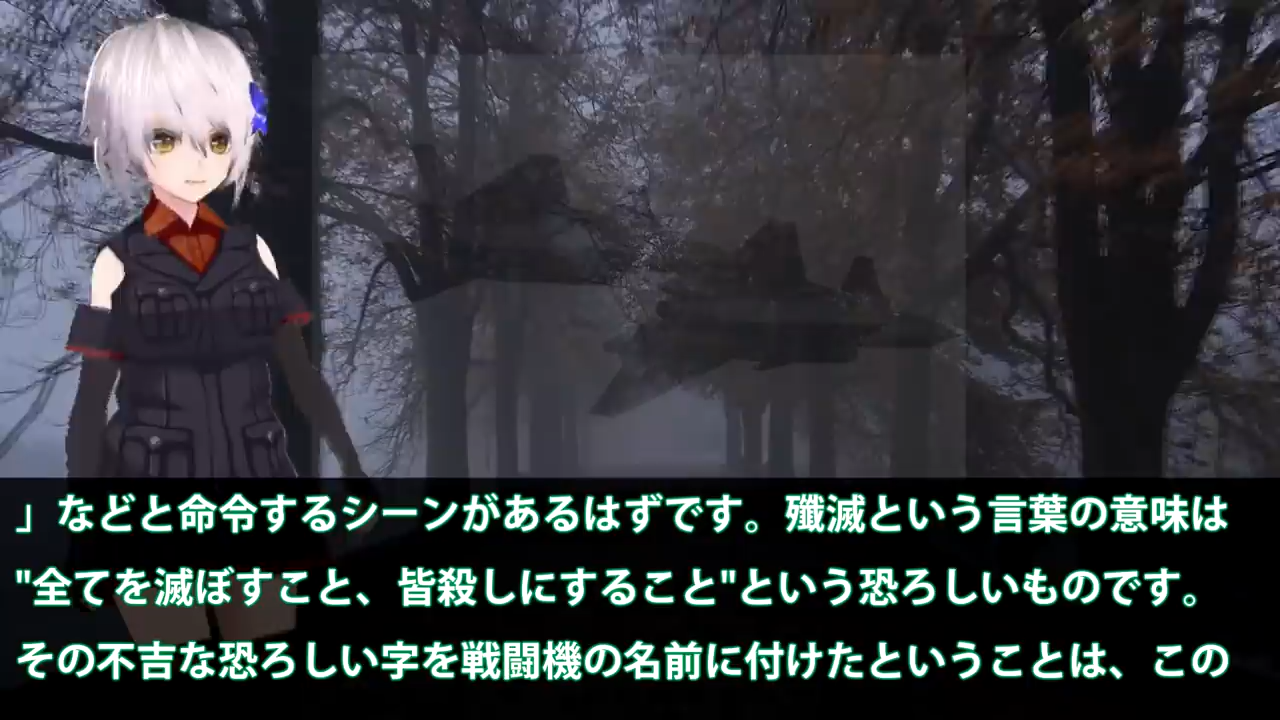 」などと命令するシーンがあるはずです。殲滅という言葉の意味は
"全てを滅ぼすこと、皆殺しにすること"という恐ろしいものです。
その不吉な恐ろしい字を戦闘機の名前に付けたということは、この